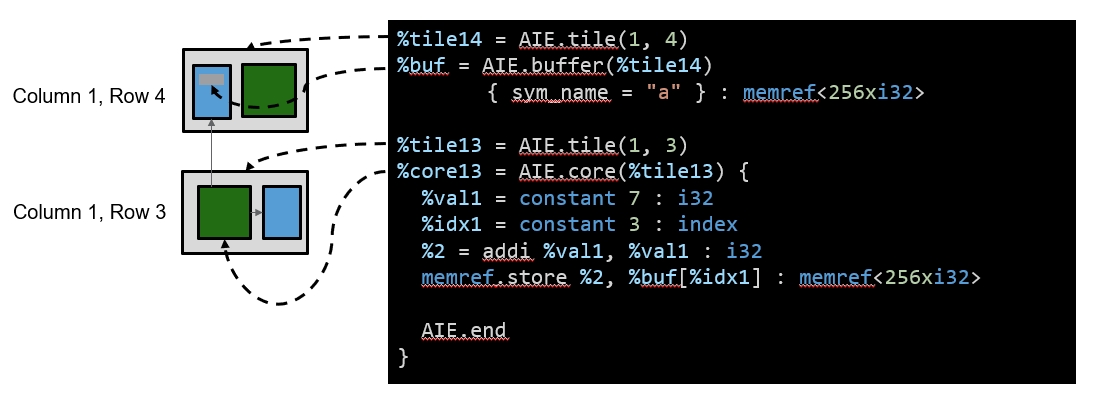 Column 1, Row 4
Column 1, Row 3
%tile14 = AIE.tile(1, 4)
%buf = AIE.buffer(%tile14)
{ sym_name = "a" } : memref<256xi32>
%tile13 = AIE.tile(1, 3)
%core13 = AIE.core(%tile13) {
%val1 = constant 7 : i32
%idx1 = constant 3 : index
%2 = addi %val1, %val1 : i32
memref.store %2, %buf[%idx1] : memref<256xi32>
AIE.end
}